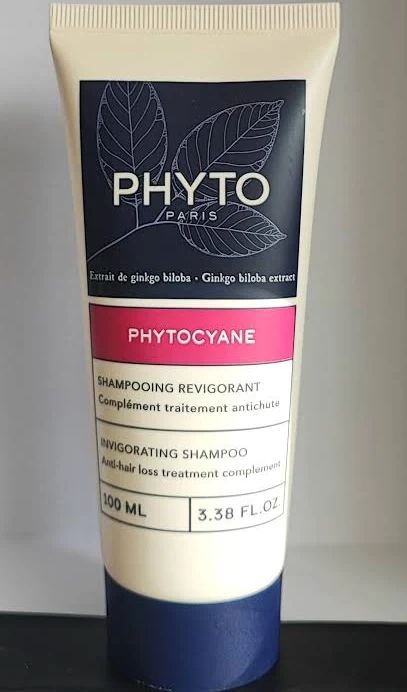 PHYTO
PARIS
Extrait de ginkgo biloba · Ginkgo biloba extract
PHYTOCYANE
SHAMPOOING REVIGORANT
Complément traitement antichute
INVIGORATING SHAMPOO
Anti-hair loss treatment complement
100 ML
3.38 FL.OZ.